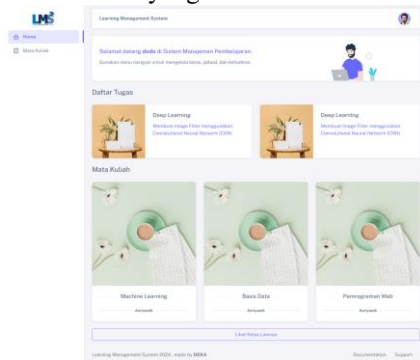 LMS
Learning Management System
Home
Mata Kuliah
Selamat datang dodo di Sistem Manajemen Pembelajaran.
Gunakan menu navigasi untuk mengelola kelas, jadwal, dan kehadiran.
Daftar Tugas
Deep Learning
Membuat Image Filter menggunakan
Convolutional Neural Network (CNN)
Deep Learning
Membuat Image Filter menggunakan
Convolutional Neural Network (CNN)
Mata Kuliah
Machine Learning
Basis Data
Pemrograman Web
Lihat Kelas Lainnya
Learning Management System 2024 , made by
Documentation
Support